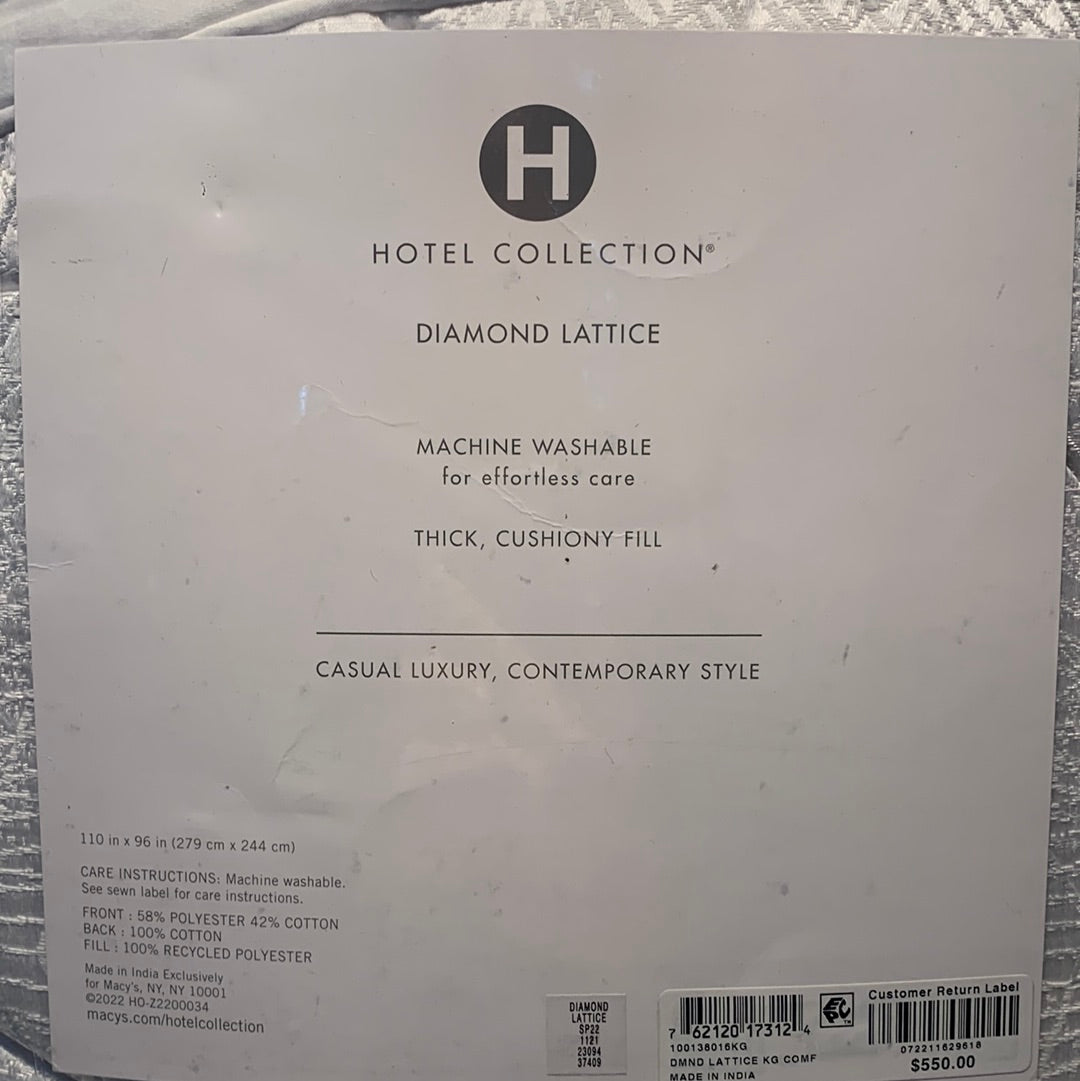 H
HOTEL COLLECTION®
DIAMOND LATTICE
MACHINE WASHABLE
for effortless care
THICK, CUSHIONY FILL
CASUAL LUXURY, CONTEMPORARY STYLE
110 in x 96 in (279 cm x 244 cm)
CARE INSTRUCTIONS: Machine washable.
See sewn label for care instructions.
FRONT : 58% POLYESTER 42% COTTON
BACK : 100% COTTON
FILL : 100% RECYCLED POLYESTER
Made in India Exclusively
for Macy's, NY, NY 10001
©2022 HO-Z2200034
macys.com/hotelcollection
DIAMOND
LATTICE
SP22
1121
23094
37409
7 62120 17312 4
100138016KG
DMND LATTICE KG COMF
MADE IN INDIA
EPC™
Customer Return Label
072211629618
$550.00